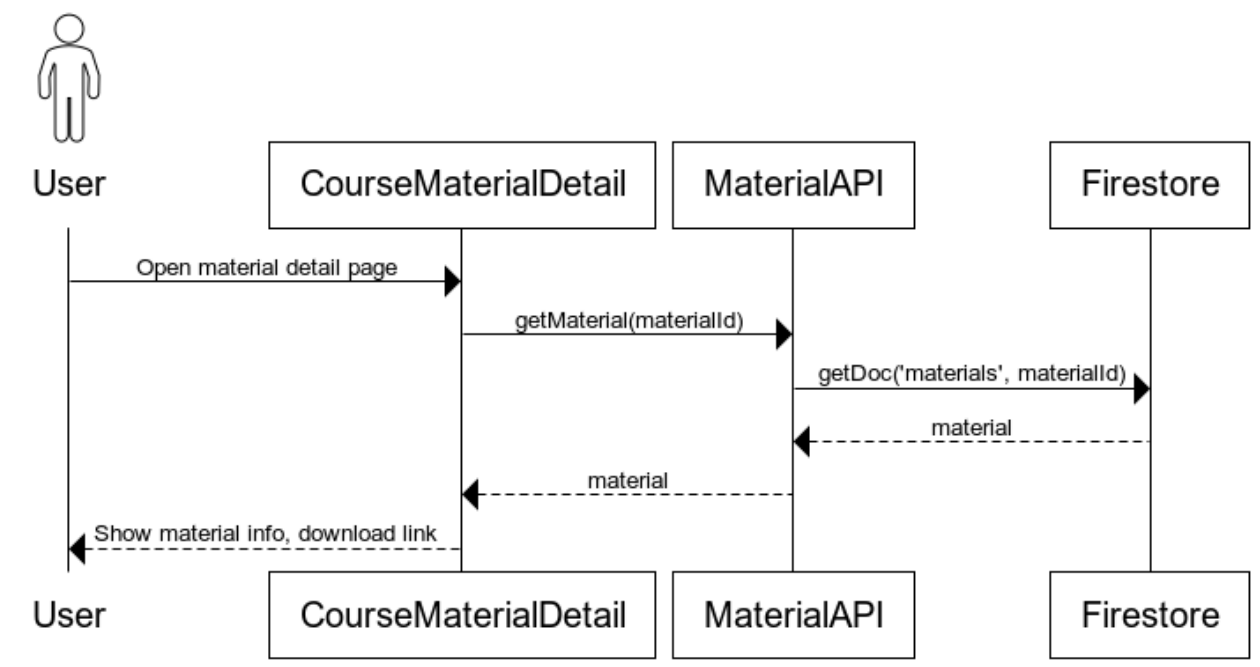 User
CourseMaterialDetail
MaterialAPI
Firestore
Open material detail page
getMaterial(materialId)
getDoc('materials', materialId)
material
material
Show material info, download link
User
CourseMaterialDetail
MaterialAPI
Firestore